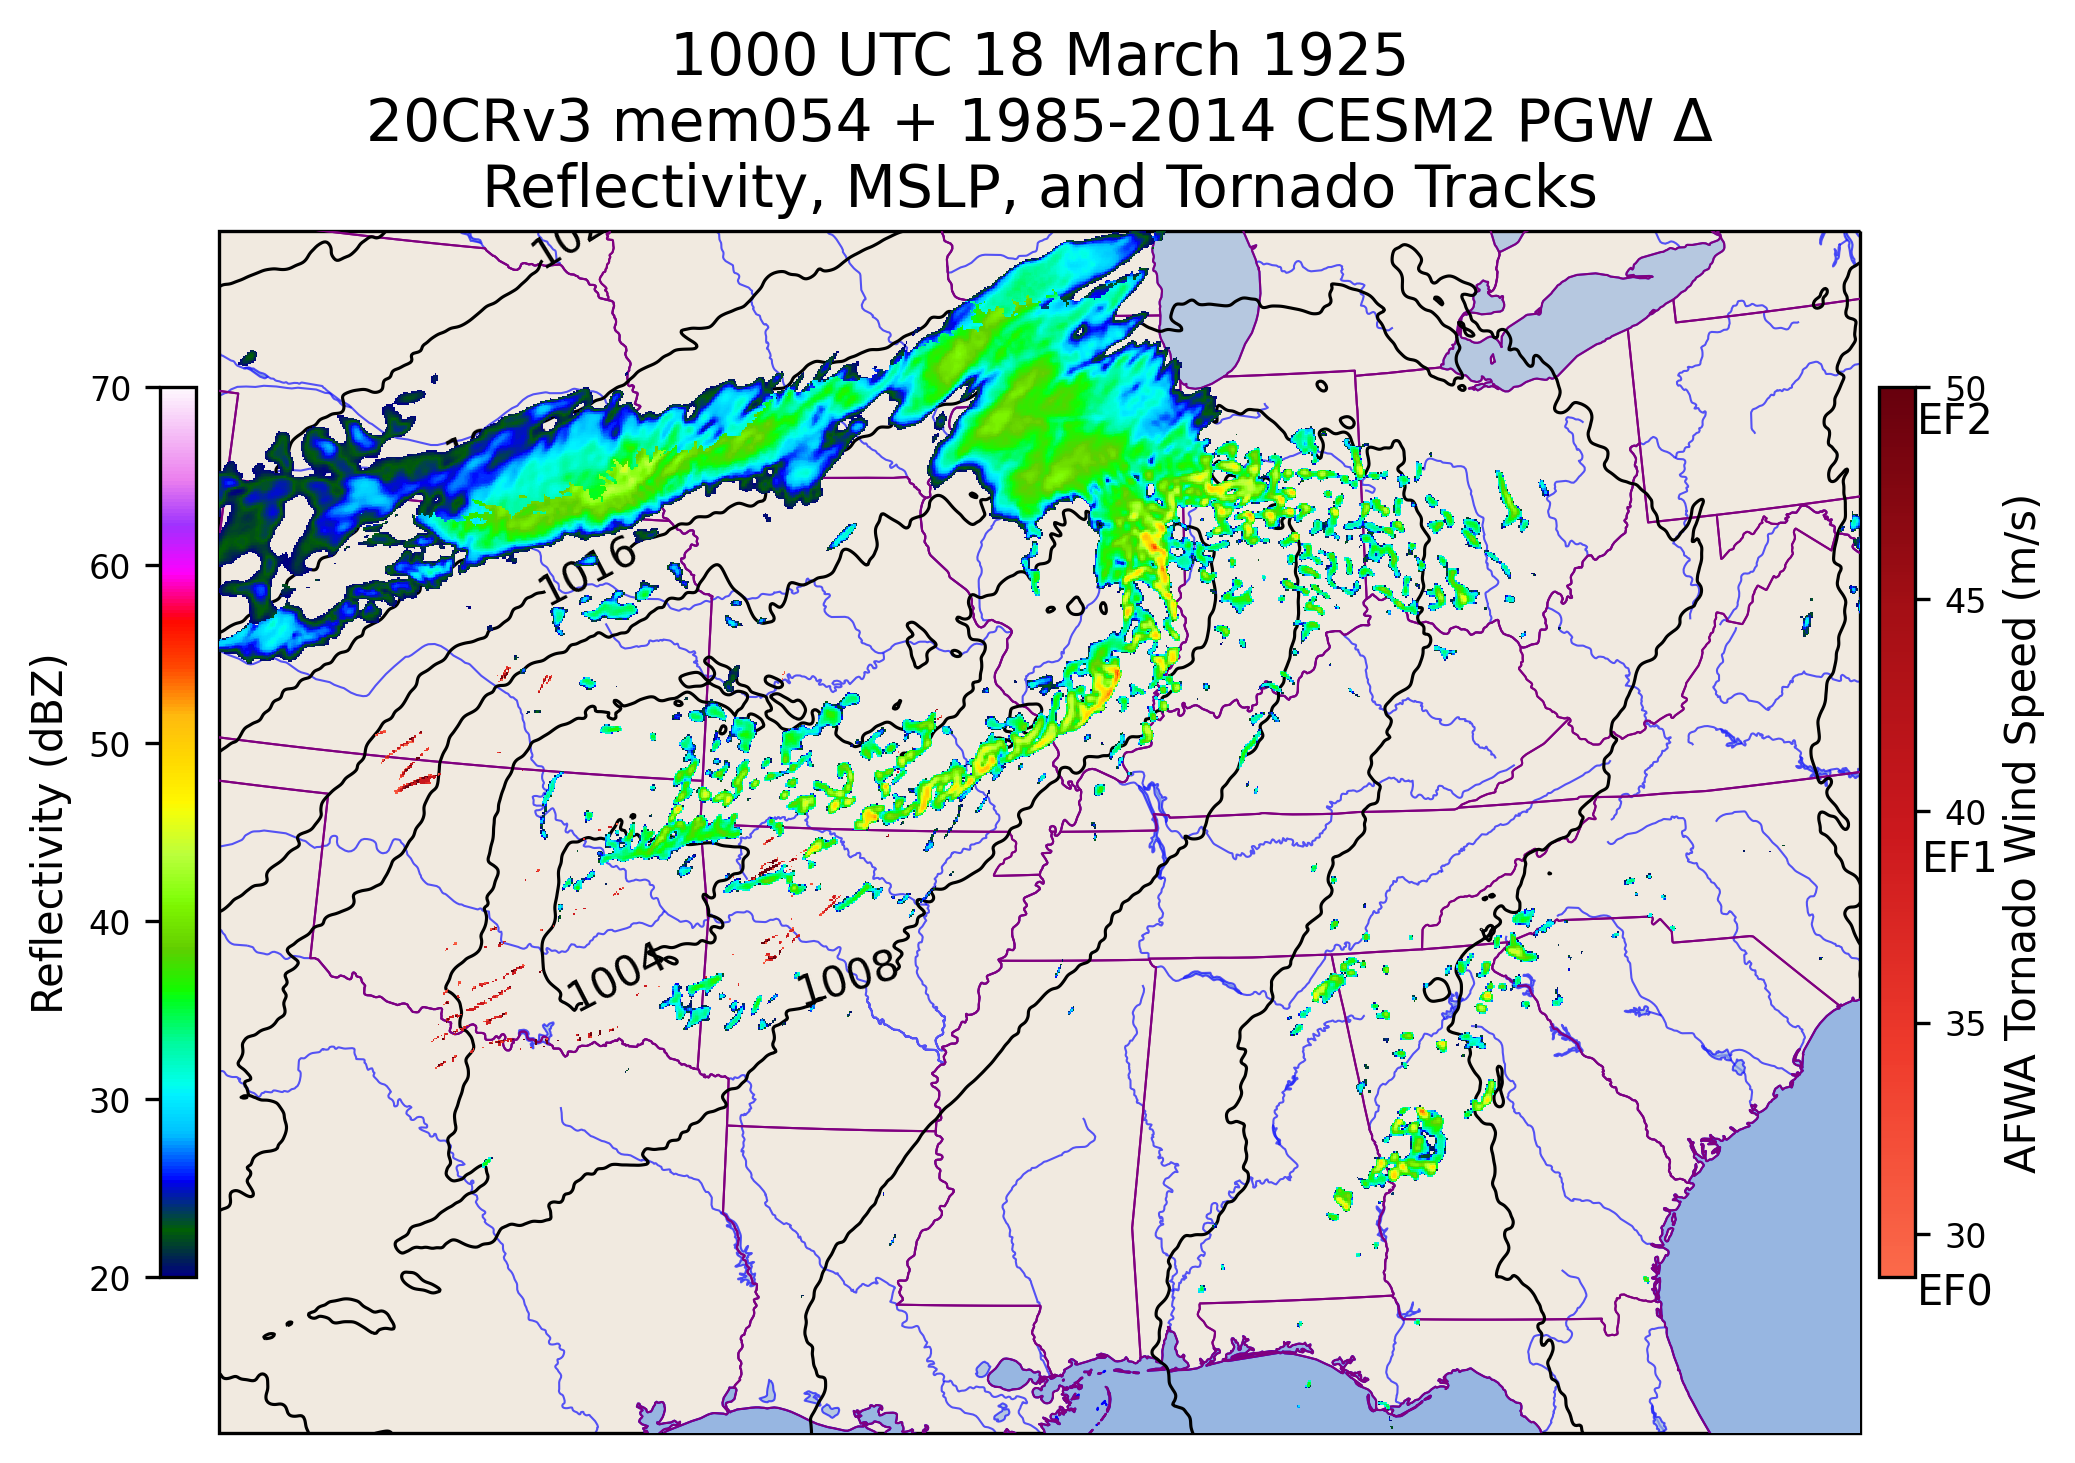 1000 UTC 18 March 1925
20CRv3 mem054 + 1985-2014 CESM2 PGW Δ
Reflectivity, MSLP, and Tornado Tracks
Reflectivity (dBZ)
70
60
50
40
30
20
1016
1004
1008
50
EF2
45
40
EF1
35
30
EF0
AFWA Tornado Wind Speed (m/s)